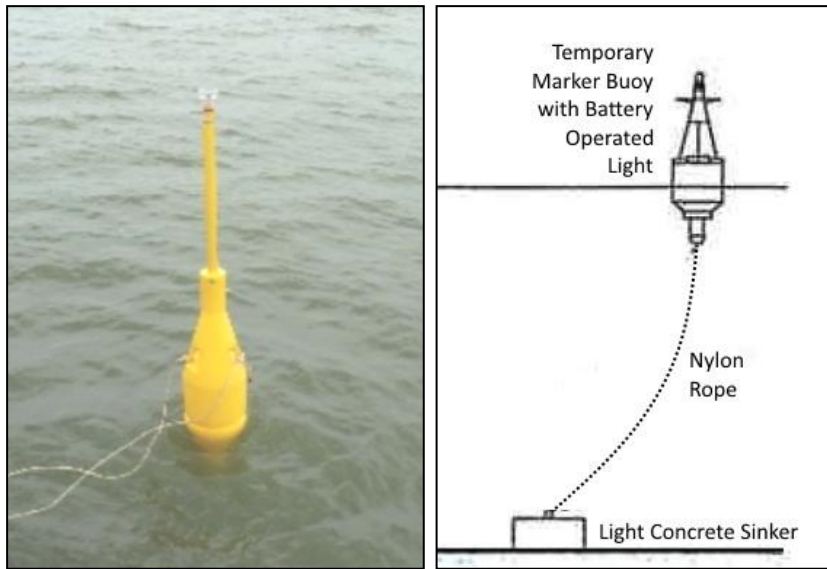 Temporary
Marker Buoy
with Battery
Operated
Light
Nylon
Rope
Light Concrete Sinker